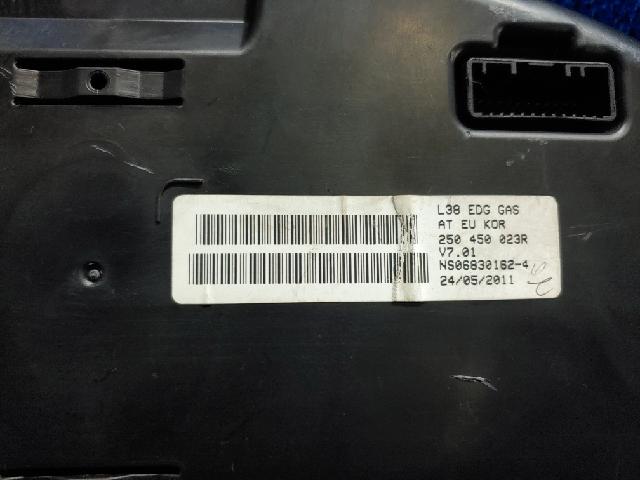 L38 EDG GAS
AT EU KOR
250 450 023R
V7.01
NS06830162-4
24/05/2011